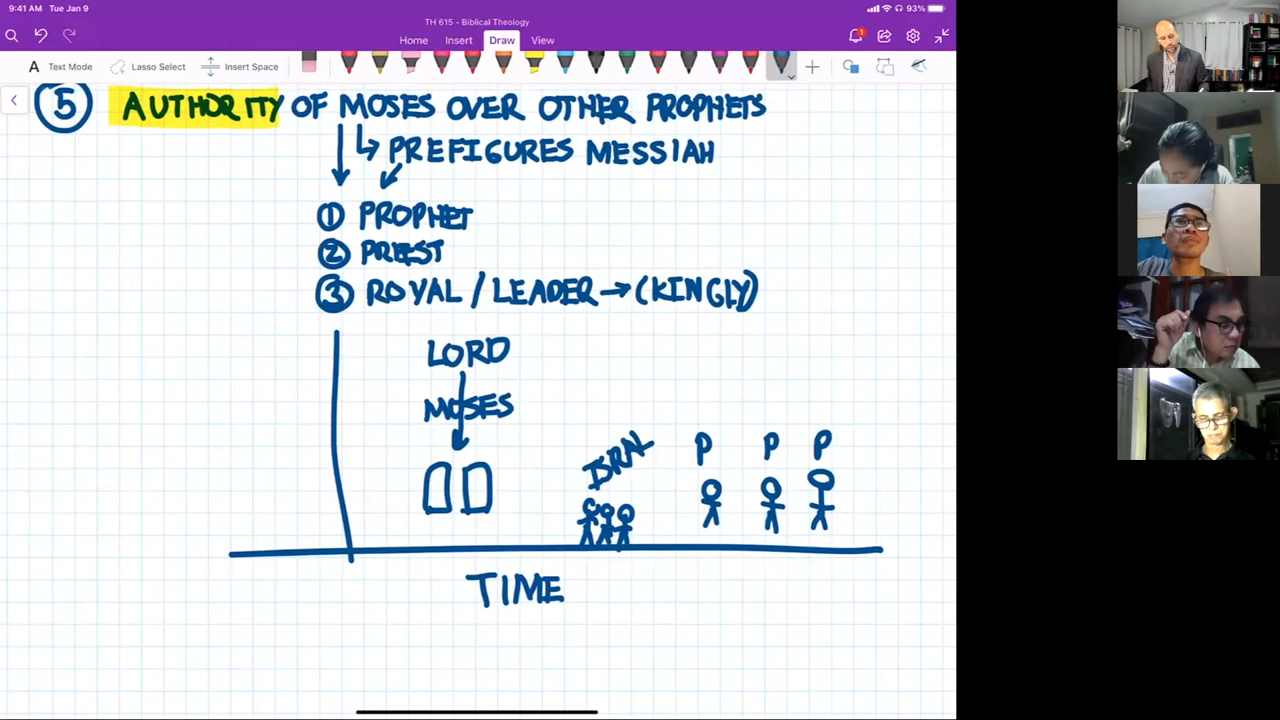 9:41 AM Tue Jan 9
93%
TH 615 - Biblical Theology
Home Insert Draw View
1
A Text Mode Lasso Select Insert Space
5 AUTHORITY OF MOSES OVER OTHER PROPHETS
PREFIGURES MESSIAH
1 PROPHET
2 PRIEST
3 ROYAL / LEADER → (KINGLY)
LORD
MOSES
P P P
TIME